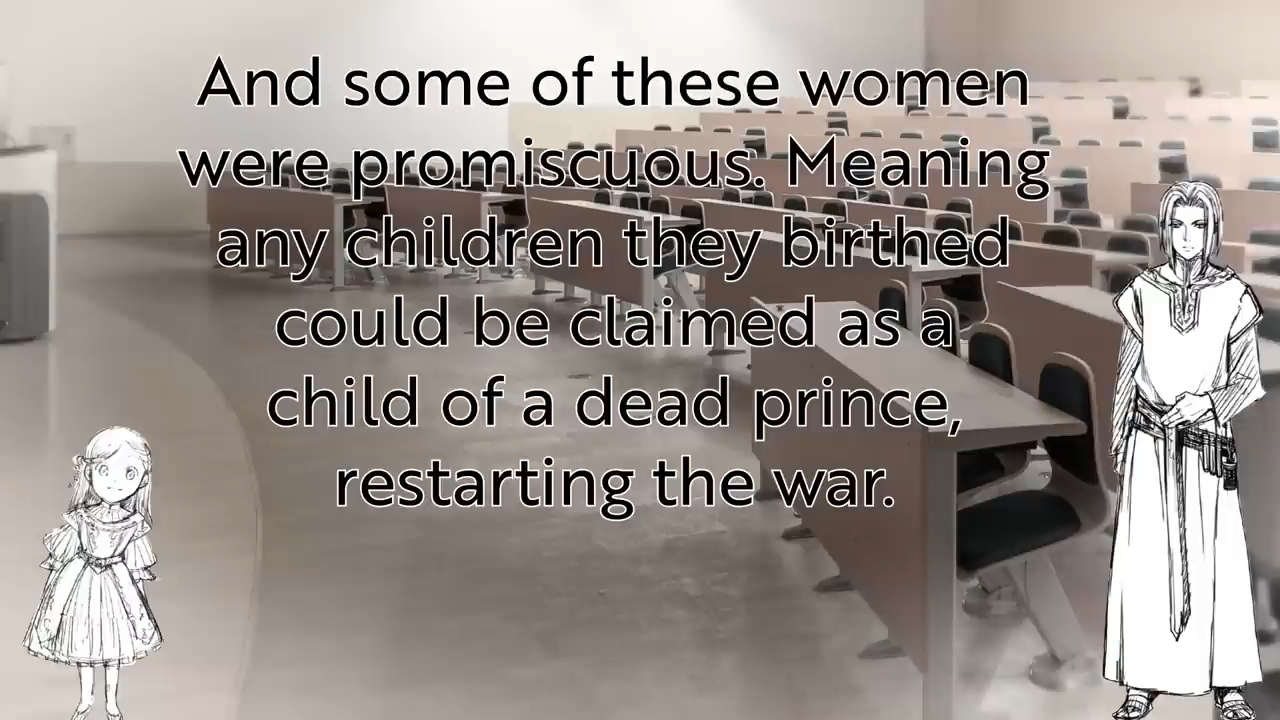 And some of these women
were promiscuous. Meaning
any children they birthed
could be claimed as a
child of a dead prince,
restarting the war.